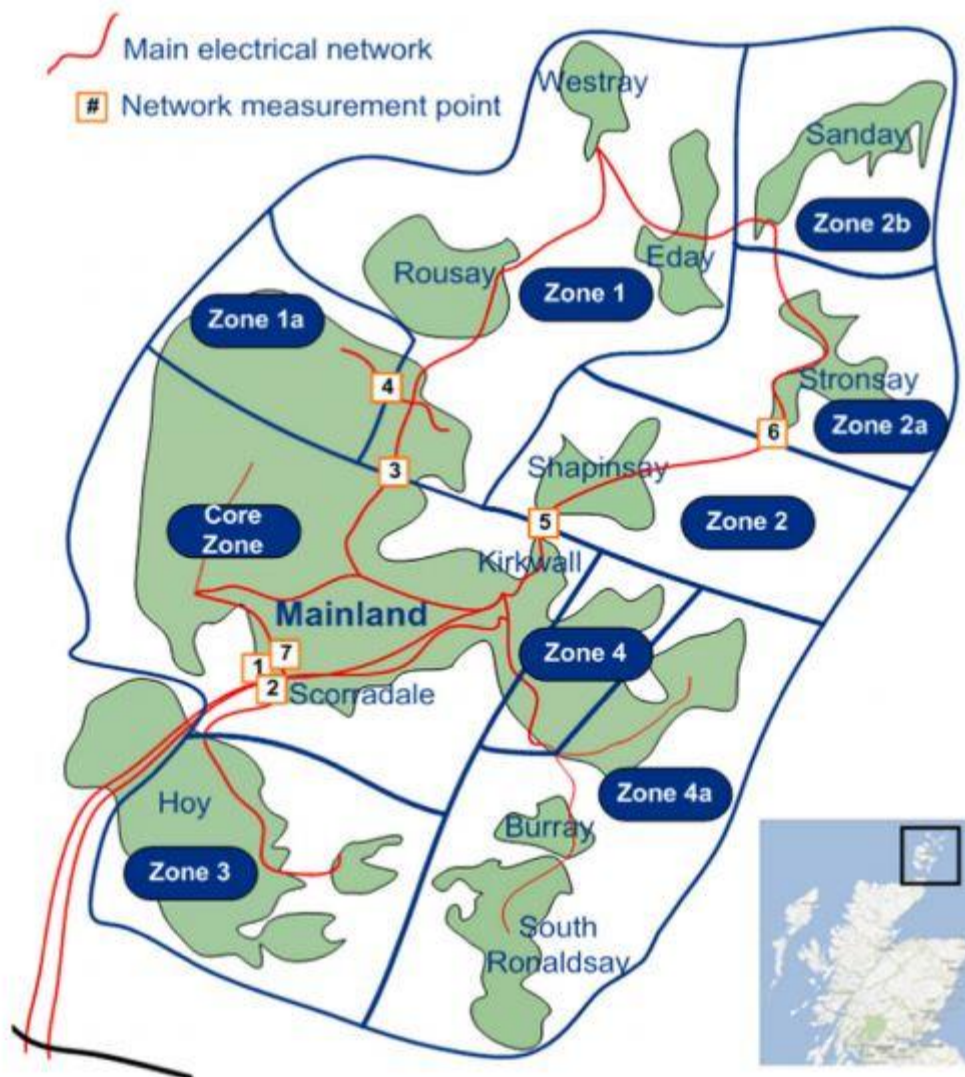 Main electrical network
# Network measurement point
Westray
Sanday
Zone 2b
Rousay
Eday
Zone 1
Zone 1a
4
Stronsay
Zone 2a
6
3
Shapinsay
5
Zone 2
Core
Zone
Kirkwall
Mainland
Zone 4
7
1
2
Scorradale
Hoy
Zone 4a
Burray
Zone 3
South
Ronaldsay